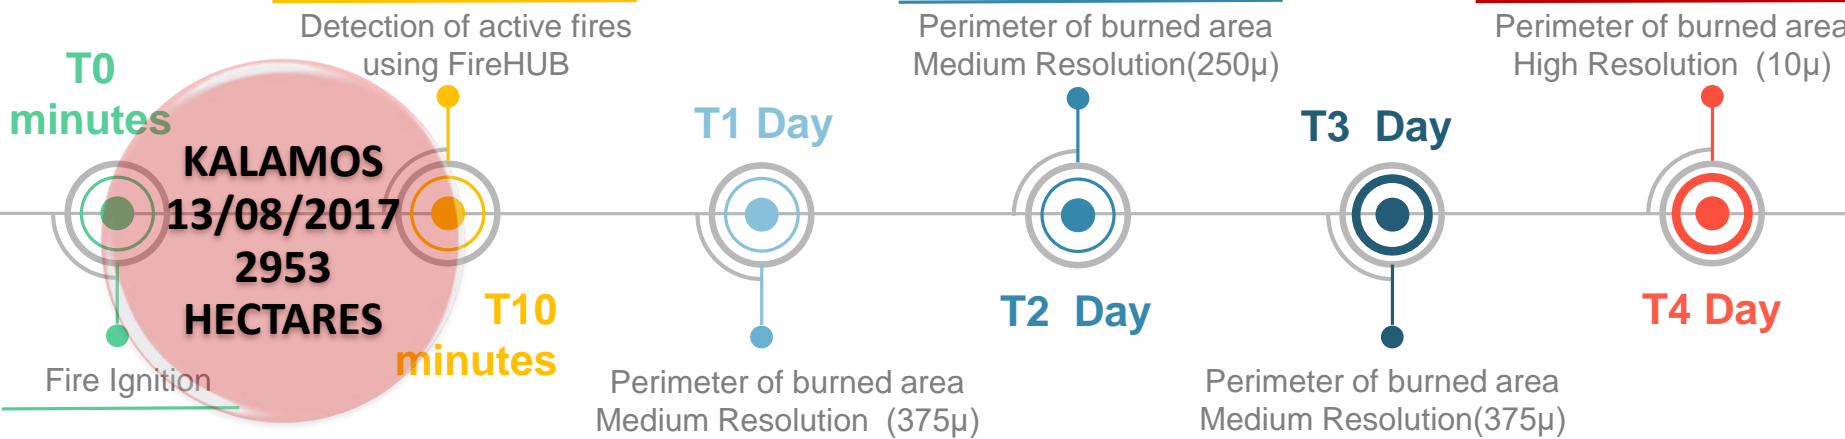 T0
minutes
Detection of active fires
using FireHUB
KALAMOS
13/08/2017
2953
HECTARES
Fire Ignition
T10
minutes
T1 Day
Perimeter of burned area
Medium Resolution (375μ)
Perimeter of burned area
Medium Resolution(250μ)
T2 Day
T3 Day
Perimeter of burned area
Medium Resolution(375μ)
Perimeter of burned area
High Resolution (10μ)
T4 Day